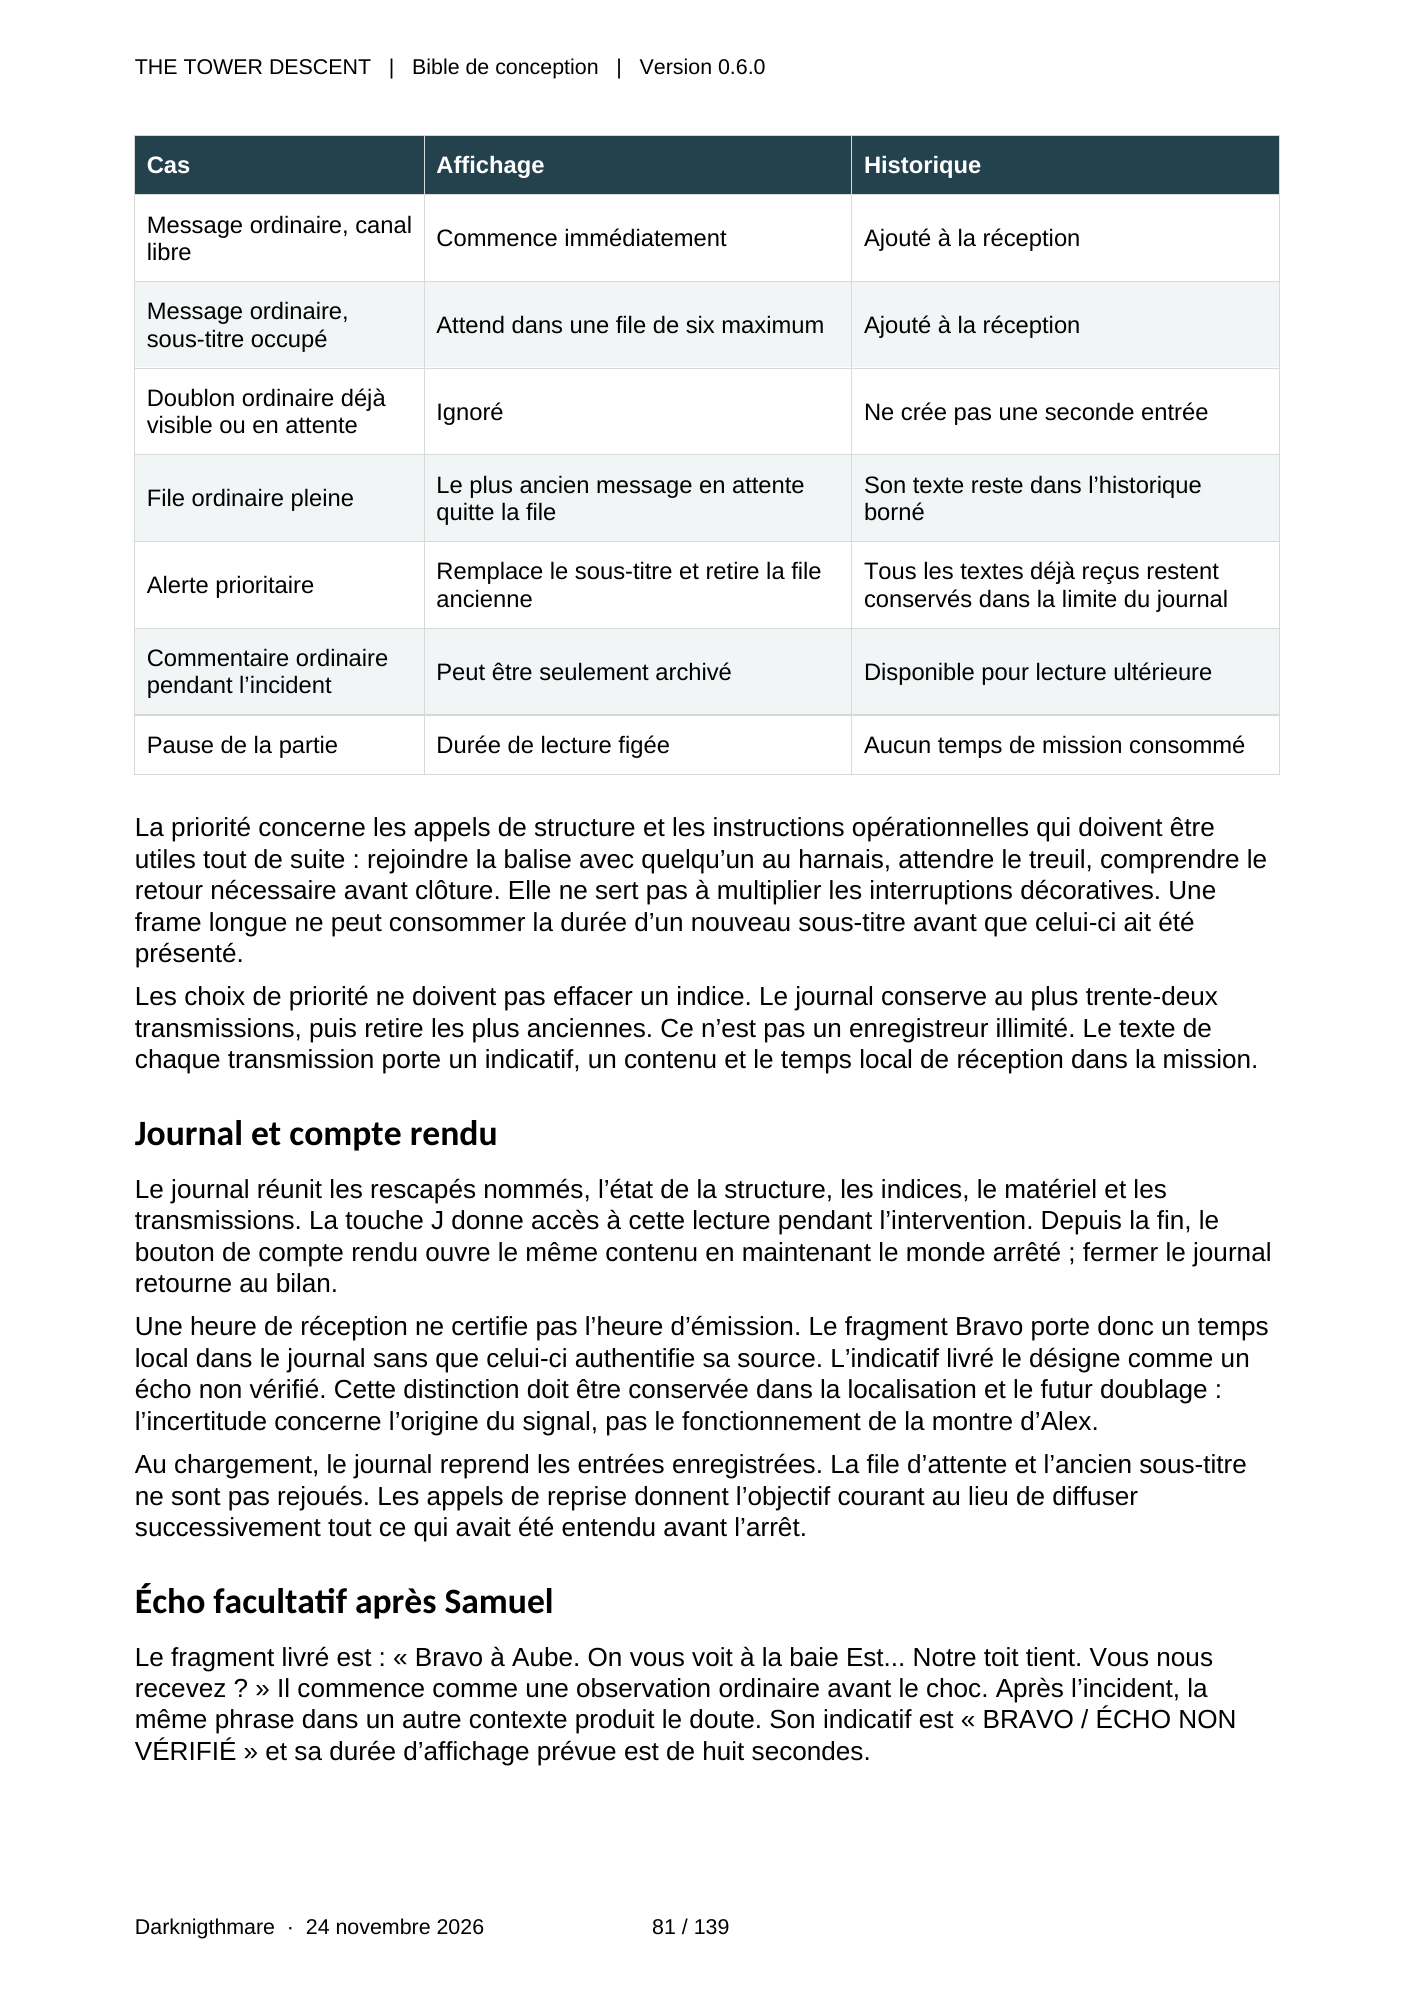 THE TOWER DESCENT | Bible de conception | Version 0.6.0
Cas
Affichage
Historique
Message ordinaire, canal
libre
Commence immédiatement
Ajouté à la réception
Message ordinaire,
sous-titre occupé
Attend dans une file de six maximum
Ajouté à la réception
Doublon ordinaire déjà
visible ou en attente
Ignoré
Ne crée pas une seconde entrée
File ordinaire pleine
Le plus ancien message en attente
quitte la file
Son texte reste dans l’historique
borné
Alerte prioritaire
Remplace le sous-titre et retire la file
ancienne
Tous les textes déjà reçus restent
conservés dans la limite du journal
Commentaire ordinaire
pendant l’incident
Peut être seulement archivé
Disponible pour lecture ultérieure
Pause de la partie
Durée de lecture figée
Aucun temps de mission consommé
La priorité concerne les appels de structure et les instructions opérationnelles qui doivent être
utiles tout de suite : rejoindre la balise avec quelqu’un au harnais, attendre le treuil, comprendre le
retour nécessaire avant clôture. Elle ne sert pas à multiplier les interruptions décoratives. Une
frame longue ne peut consommer la durée d’un nouveau sous-titre avant que celui-ci ait été
présenté.
Les choix de priorité ne doivent pas effacer un indice. Le journal conserve au plus trente-deux
transmissions, puis retire les plus anciennes. Ce n’est pas un enregistreur illimité. Le texte de
chaque transmission porte un indicatif, un contenu et le temps local de réception dans la mission.
Journal et compte rendu
Le journal réunit les rescapés nommés, l’état de la structure, les indices, le matériel et les
transmissions. La touche J donne accès à cette lecture pendant l’intervention. Depuis la fin, le
bouton de compte rendu ouvre le même contenu en maintenant le monde arrêté ; fermer le journal
retourne au bilan.
Une heure de réception ne certifie pas l’heure d’émission. Le fragment Bravo porte donc un temps
local dans le journal sans que celui-ci authentifie sa source. L’indicatif livré le désigne comme un
écho non vérifié. Cette distinction doit être conservée dans la localisation et le futur doublage :
l’incertitude concerne l’origine du signal, pas le fonctionnement de la montre d’Alex.
Au chargement, le journal reprend les entrées enregistrées. La file d’attente et l’ancien sous-titre
ne sont pas rejoués. Les appels de reprise donnent l’objectif courant au lieu de diffuser
successivement tout ce qui avait été entendu avant l’arrêt.
Écho facultatif après Samuel
Le fragment livré est : « Bravo à Aube. On vous voit à la baie Est... Notre toit tient. Vous nous
recevez ? » Il commence comme une observation ordinaire avant le choc. Après l’incident, la
même phrase dans un autre contexte produit le doute. Son indicatif est « BRAVO / ÉCHO NON
VÉRIFIÉ » et sa durée d’affichage prévue est de huit secondes.
Darknigthmare · 24 novembre 2026
81 / 139